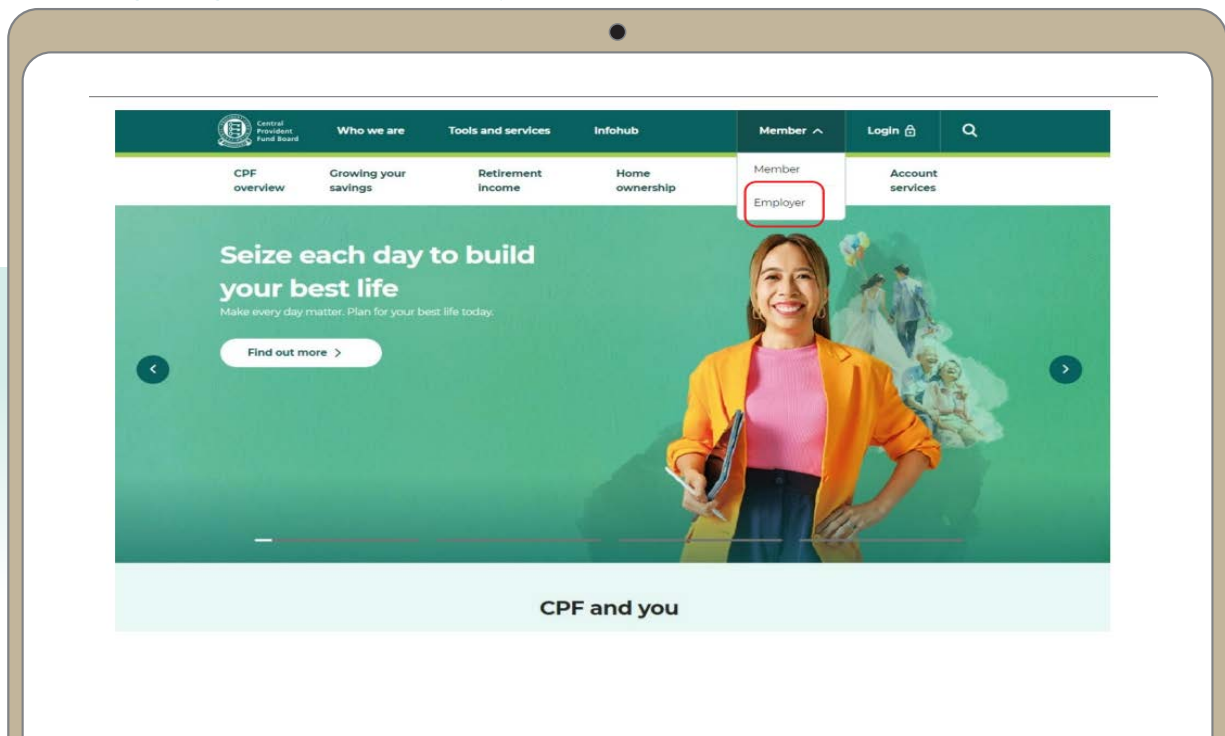 Central
Provident
Fund Board
Who we are
Tools and services
Infohub
Member
Login
CPF
overview
Growing your
savings
Retirement
income
Home
ownership
Member
Employer
Account
services
Seize each day to build
your best life
Make every day matter. Plan for your best life today.
Find out more >
CPF and you